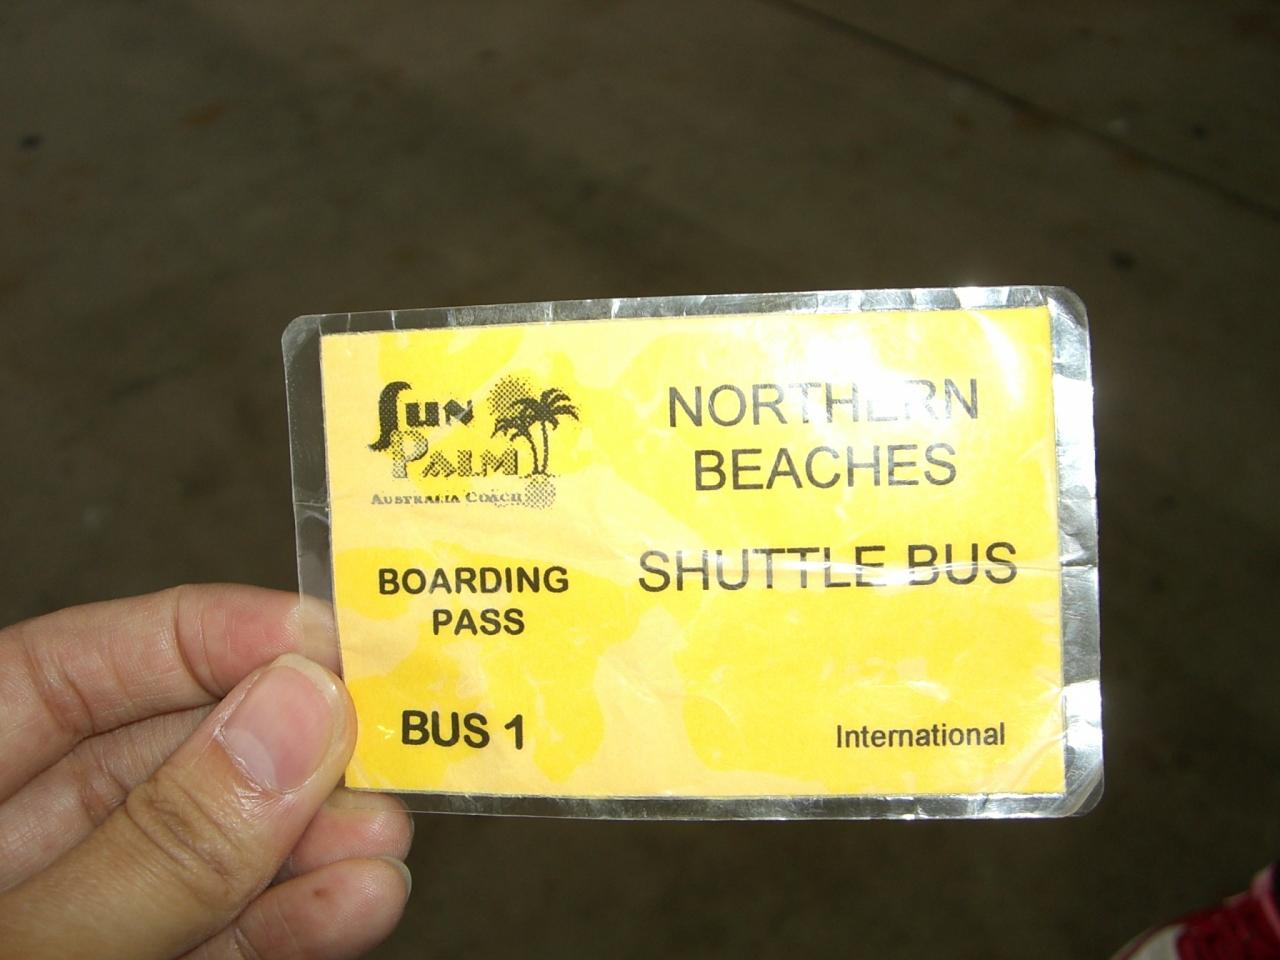 SUN
PALM
AUSTRALIA COACH
BOARDING
PASS
BUS 1
NORTHERN
BEACHES
SHUTTLE BUS
International